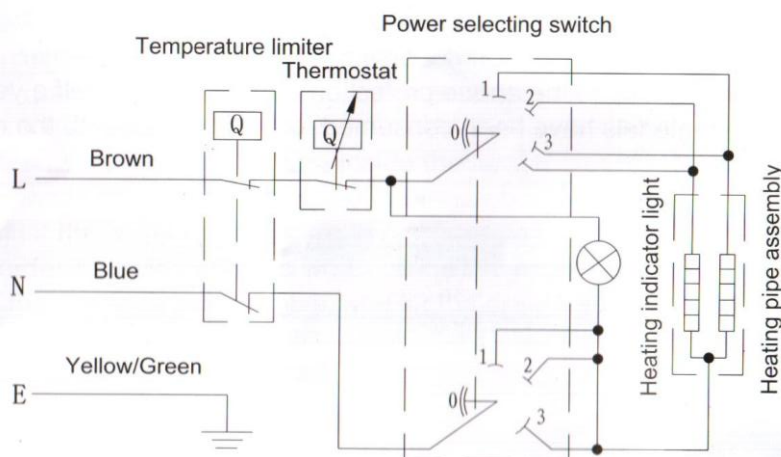 Power selecting switch
Temperature limiter
Thermostat
Q
Q
1
2
0
3
Brown
L
Blue
N
Yellow/Green
E
1
2
0
3
Heating indicator light
Heating pipe assembly